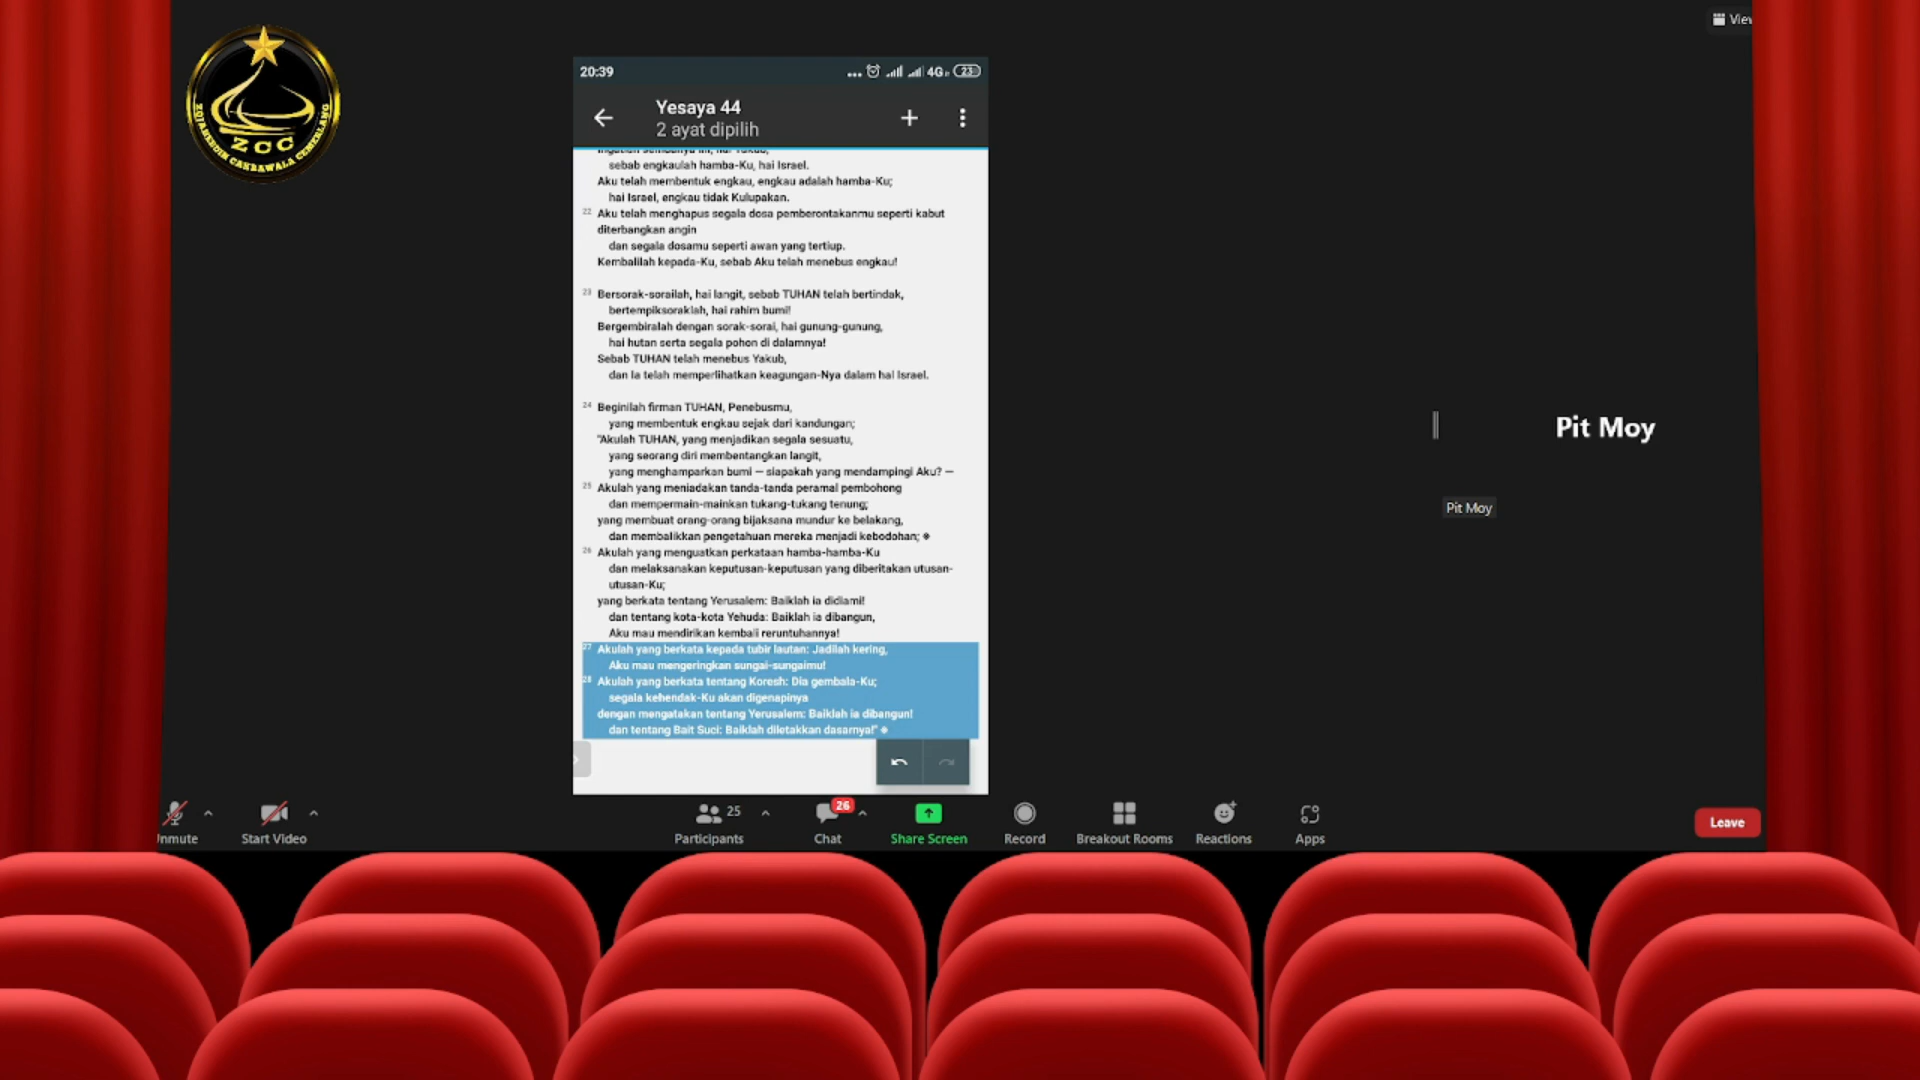 View
ZQJANREDIN CAKRAWALA CEMERLANG
ZCC
20:39
4G
23
Yesaya 44
2 ayat dipilih
sebab engkaulah hamba-Ku, hai Israel.
Aku telah membentuk engkau, engkau adalah hamba-Ku;
hai Israel, engkau tidak Kulupakan.
22 Aku telah menghapus segala dosa pemberontakanmu seperti kabut
diterbangkan angin
dan segala dosamu seperti awan yang tertiup.
Kembalilah kepada-Ku, sebab Aku telah menebus engkau!
23 Bersorak-sorailah, hai langit, sebab TUHAN telah bertindak,
bertempiksoraklah, hai rahim bumi!
Bergembiralah dengan sorak-sorai, hai gunung-gunung,
hai hutan serta segala pohon di dalamnya!
Sebab TUHAN telah menebus Yakub,
dan Ia telah memperlihatkan keagungan-Nya dalam hal Israel.
24 Beginilah firman TUHAN, Penebusmu,
yang membentuk engkau sejak dari kandungan;
"Akulah TUHAN, yang menjadikan segala sesuatu,
yang seorang diri membentangkan langit,
yang menghamparkan bumi — siapakah yang mendampingi Aku? —
25 Akulah yang meniadakan tanda-tanda peramal pembohong
dan mempermain-mainkan tukang-tukang tenung;
yang membuat orang-orang bijaksana mundur ke belakang,
dan membalikkan pengetahuan mereka menjadi kebodohan;
26 Akulah yang menguatkan perkataan hamba-hamba-Ku
dan melaksanakan keputusan-keputusan yang diberitakan utusan-
utusan-Ku;
yang berkata tentang Yerusalem: Baiklah ia didiami!
dan tentang kota-kota Yehuda: Baiklah ia dibangun,
Aku mau mendirikan kembali reruntuhannya!
27 Akulah yang berkata kepada tubir lautan: Jadilah kering,
Aku mau mengeringkan sungai-sungaimu!
28 Akulah yang berkata tentang Koresh: Dia gembala-Ku;
segala kehendak-Ku akan digenapinya
dengan mengatakan tentang Yerusalem: Baiklah ia dibangun!
dan tentang Bait Suci: Baiklah diletakkan dasarnya!"
Pit Moy
Pit Moy
Unmute
Start Video
25
Participants
26
Chat
Share Screen
Record
Breakout Rooms
Reactions
Apps
Leave